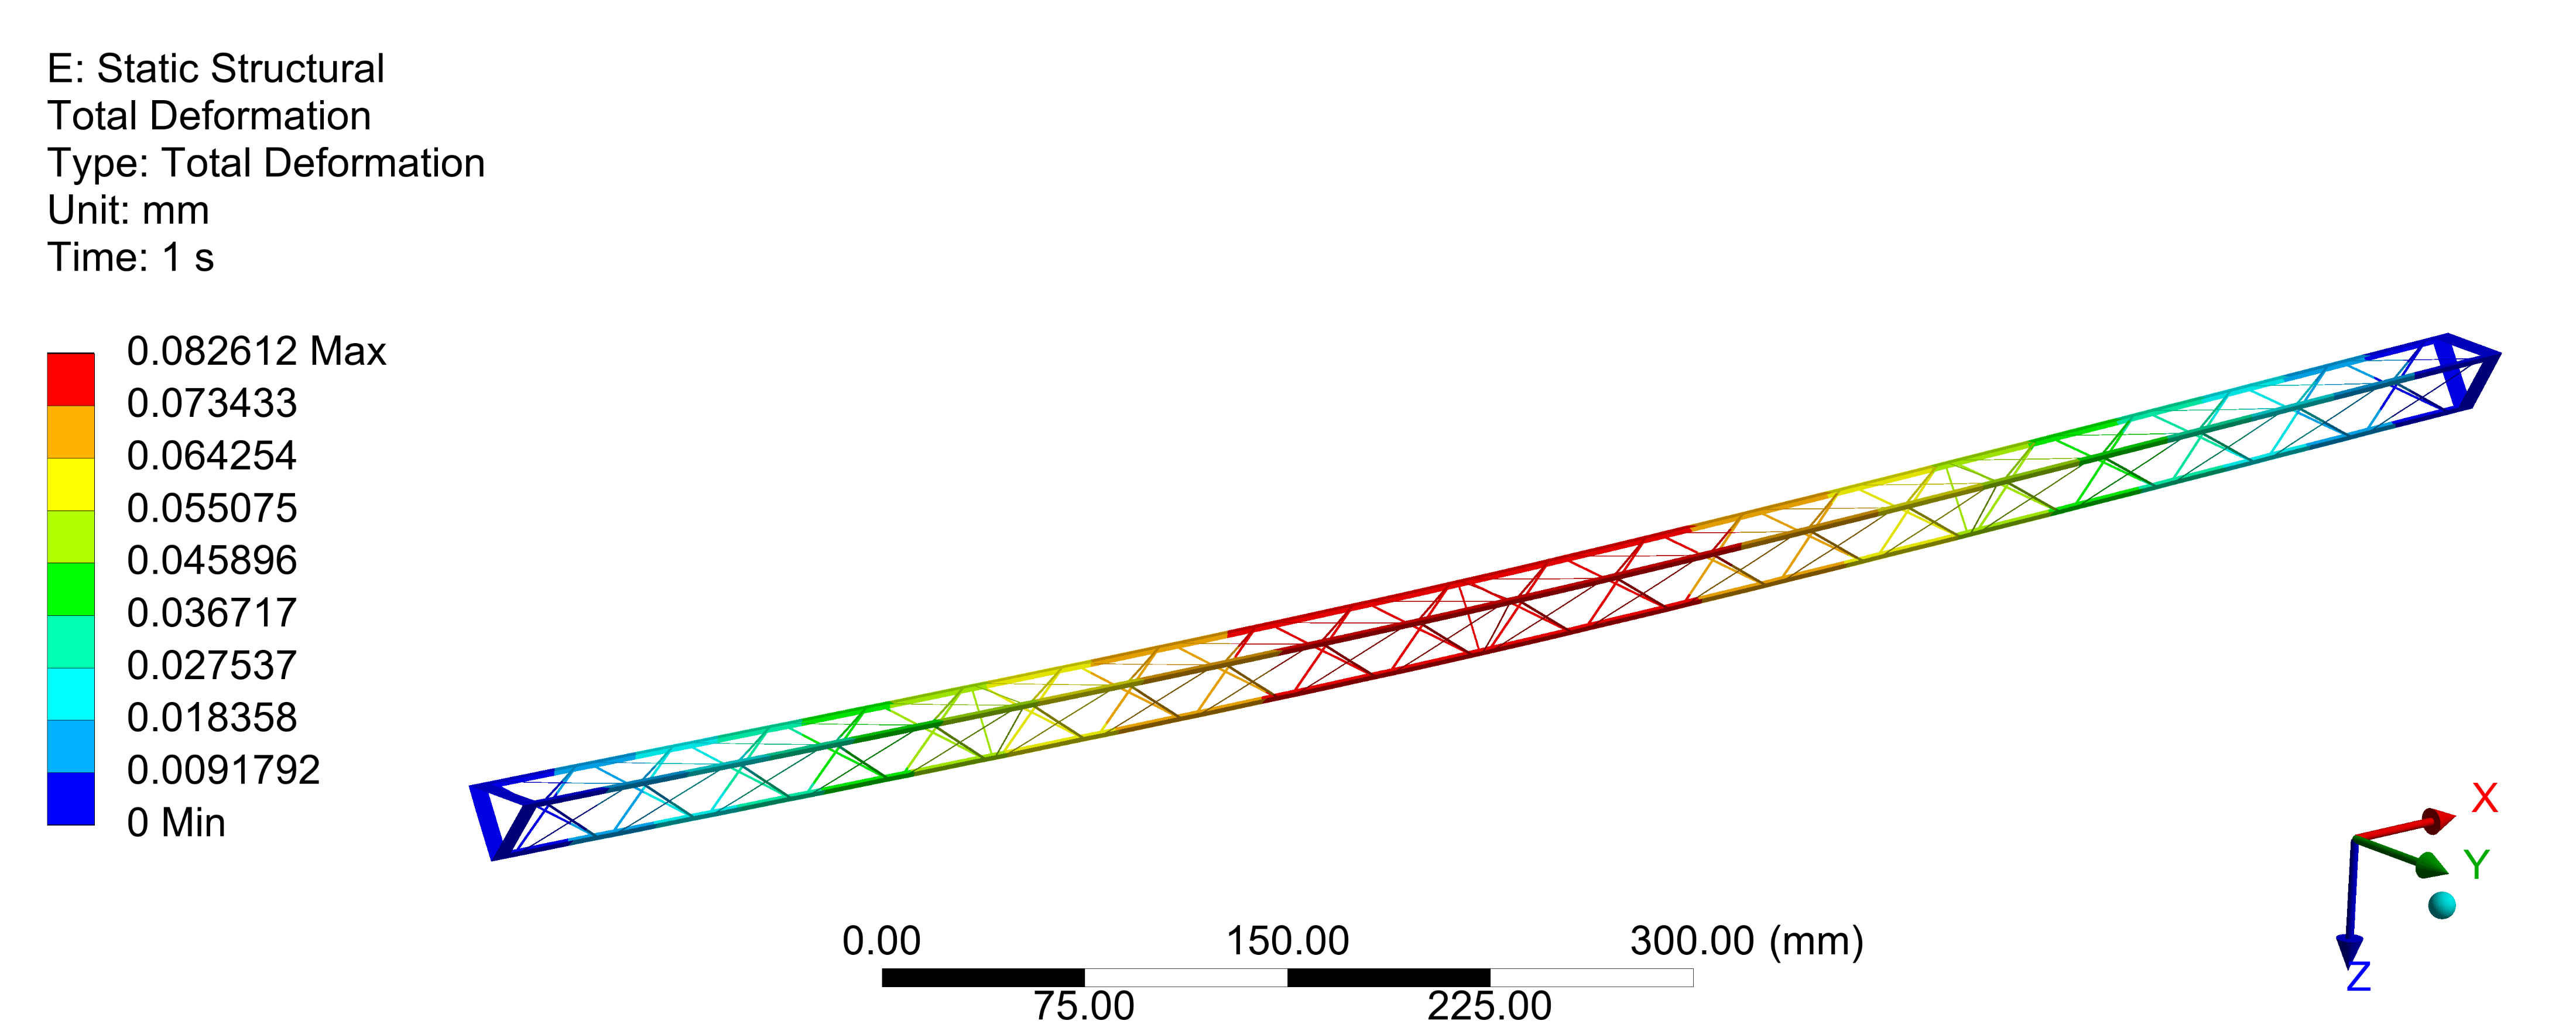 E: Static Structural
Total Deformation
Type: Total Deformation
Unit: mm
Time: 1 s
0.082612 Max
0.073433
0.064254
0.055075
0.045896
0.036717
0.027537
0.018358
0.0091792
0 Min
X
Y
Z
0.00 150.00 300.00 (mm)
75.00 225.00